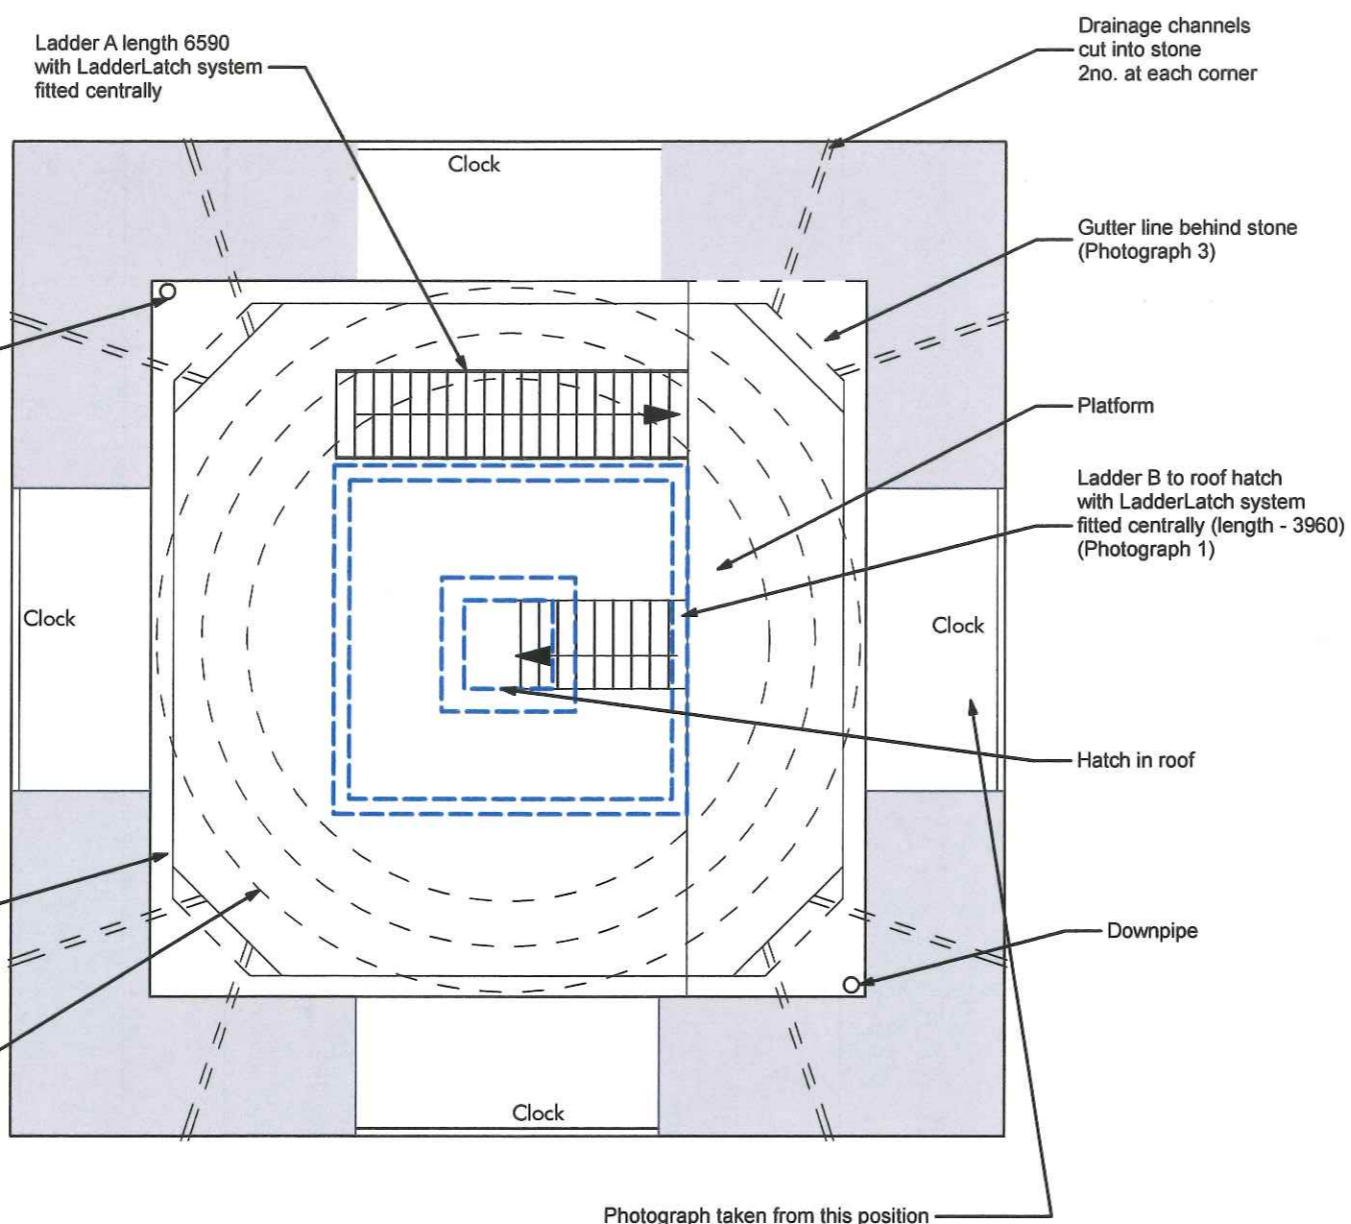 Ladder A length 6590
with LadderLatch system
fitted centrally
Drainage channels
cut into stone
2no. at each corner
Clock
Gutter line behind stone
(Photograph 3)
Platform
Ladder B to roof hatch
with LadderLatch system
fitted centrally (length - 3960)
(Photograph 1)
Clock
Clock
Hatch in roof
Downpipe
Clock
Photograph taken from this position